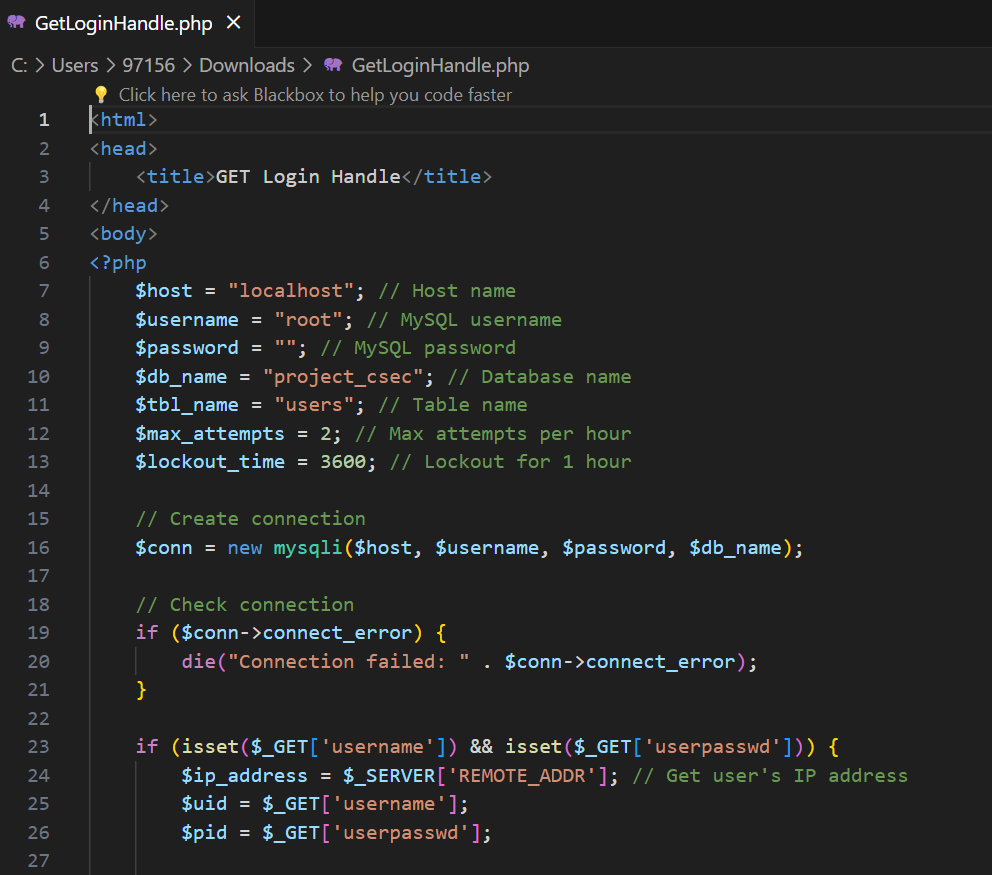 GetLoginHandle.php ×
C: > Users > 97156 > Downloads > GetLoginHandle.php
Click here to ask Blackbox to help you code faster
1 <html>
2 <head>
3     <title>GET Login Handle</title>
4 </head>
5 <body>
6 <?php
7     $host = "localhost"; // Host name
8     $username = "root"; // MySQL username
9     $password = ""; // MySQL password
10     $db_name = "project_csec"; // Database name
11     $tbl_name = "users"; // Table name
12     $max_attempts = 2; // Max attempts per hour
13     $lockout_time = 3600; // Lockout for 1 hour
14
15     // Create connection
16     $conn = new mysqli($host, $username, $password, $db_name);
17
18     // Check connection
19     if ($conn->connect_error) {
20         die("Connection failed: " . $conn->connect_error);
21     }
22
23     if (isset($_GET['username']) && isset($_GET['userpasswd'])) {
24         $ip_address = $_SERVER['REMOTE_ADDR']; // Get user's IP address
25         $uid = $_GET['username'];
26         $pid = $_GET['userpasswd'];
27